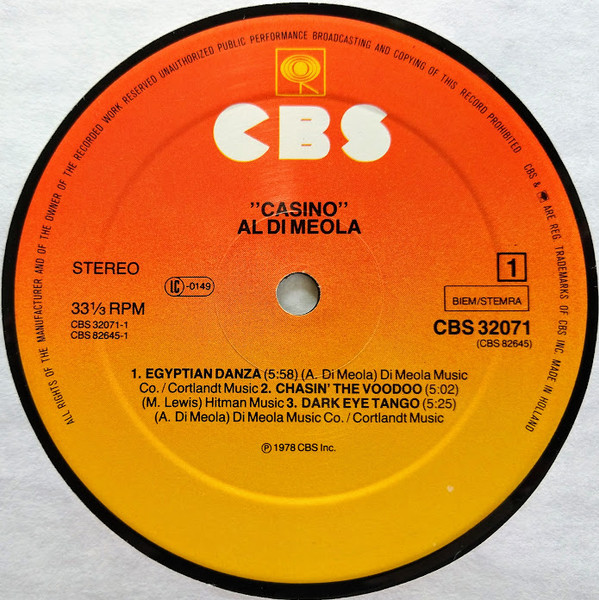 ALL RIGHTS OF THE MANUFACTURER AND OF THE OWNER OF THE RECORDED WORK RESERVED UNAUTHORIZED PUBLIC PERFORMANCE BROADCASTING AND COPYING OF THIS RECORD PROHIBITED
CBS & ARE REG. TRADEMARKS OF CBS INC. MADE IN HOLLAND
CBS
"CASINO"
AL DI MEOLA
STEREO
LC-0149
1
33⅓ RPM
BIEM/STEMRA
CBS 32071-1
CBS 82645-1
CBS 32071
(CBS 82645)
1. EGYPTIAN DANZA (5:58) (A. Di Meola) Di Meola Music
Co. / Cortlandt Music 2. CHASIN' THE VOODOO (5:02)
(M. Lewis) Hitman Music 3. DARK EYE TANGO (5:25)
(A. Di Meola) Di Meola Music Co. / Cortlandt Music
℗ 1978 CBS Inc.